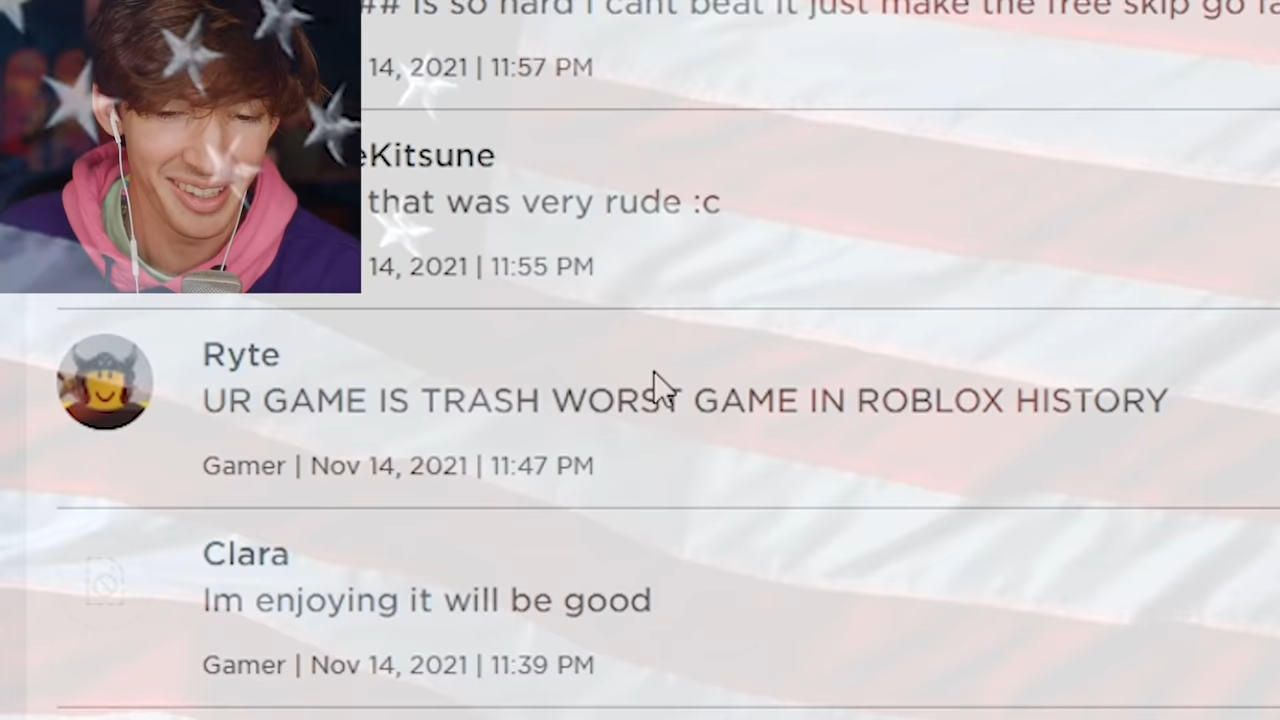 ## is so hard i cant beat it just make the free skip go
14, 2021 | 11:57 PM
eKitsune
that was very rude :c
14, 2021 | 11:55 PM
Ryte
UR GAME IS TRASH WORST GAME IN ROBLOX HISTORY
Gamer | Nov 14, 2021 | 11:47 PM
Clara
Im enjoying it will be good
Gamer | Nov 14, 2021 | 11:39 PM